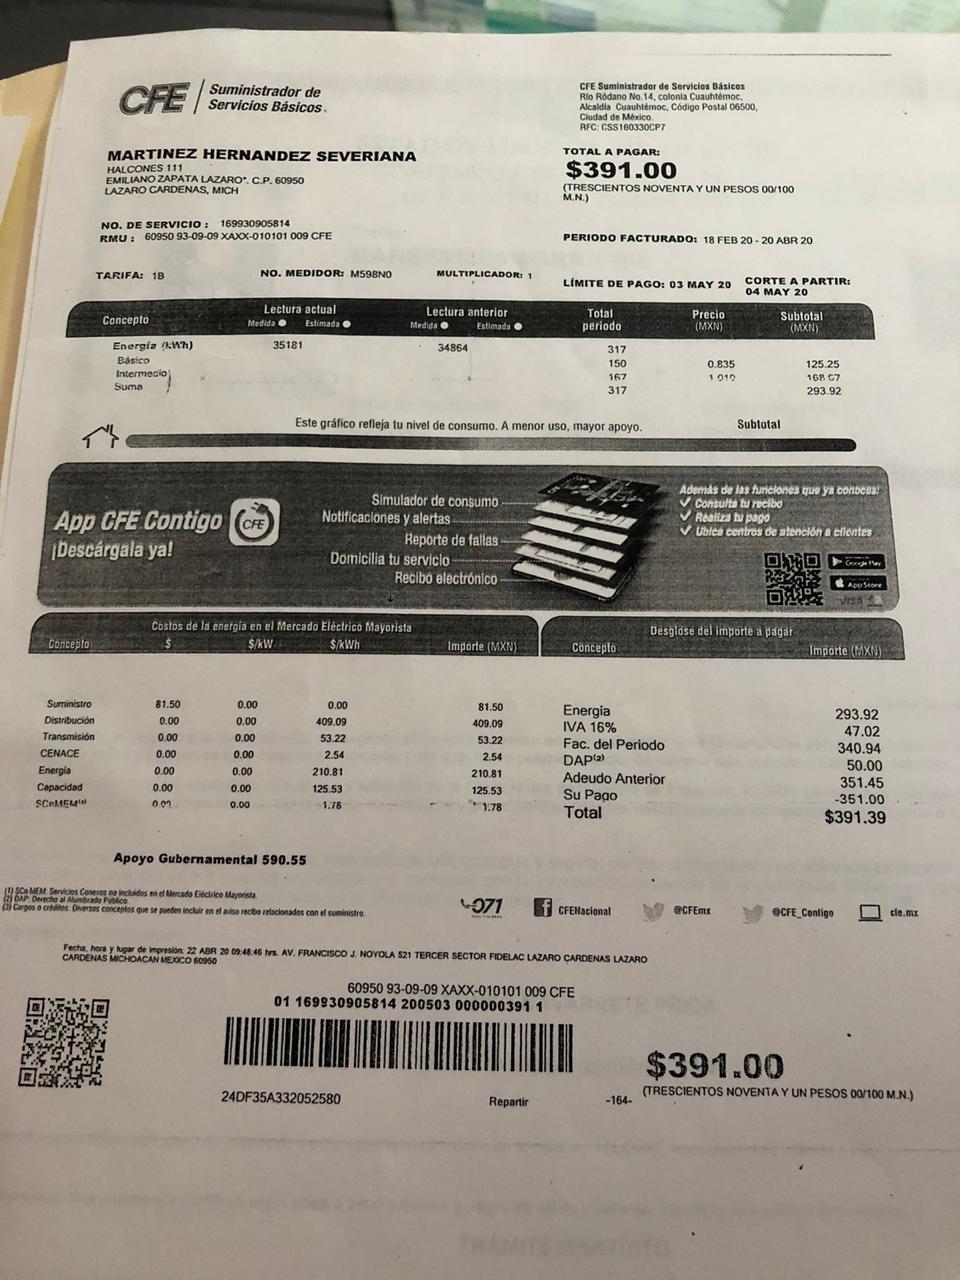 CFE Suministrador de Servicios Básicos
CFE Suministrador de Servicios Básicos
Río Ródano No.14, colonia Cuauhtémoc,
Alcaldía Cuauhtémoc, Código Postal 06500,
Ciudad de México.
RFC: CSS160330CP7
MARTINEZ HERNANDEZ SEVERIANA
HALCONES 111
EMILIANO ZAPATA LAZARO*. C.P. 60950
LAZARO CARDENAS, MICH
TOTAL A PAGAR:
$391.00
(TRESCIENTOS NOVENTA Y UN PESOS 00/100
M.N.)
NO. DE SERVICIO : 169930905814
RMU : 60950 93-09-09 XAXX-010101 009 CFE
PERIODO FACTURADO: 18 FEB 20 - 20 ABR 20
TARIFA: 1B NO. MEDIDOR: M598N0 MULTIPLICADOR: 1
LÍMITE DE PAGO: 03 MAY 20 CORTE A PARTIR:
04 MAY 20
Concepto Lectura actual Lectura anterior Total periodo Precio (MXN) Subtotal (MXN)
Medida Estimada Medida Estimada
Energía (kWh) 35181 34864 317
Básico 150 0.835 125.25
Intermedio 167
Suma 317 293.92
Este gráfico refleja tu nivel de consumo. A menor uso, mayor apoyo. Subtotal
App CFE Contigo CFE
¡Descárgala ya!
Simulador de consumo
Notificaciones y alertas
Reporte de fallas
Domicilia tu servicio
Recibo electrónico
Además de las funciones que ya conoces:
Consulta tu recibo
Realiza tu pago
Ubica centros de atención a clientes
Google Play
App Store
VISA
Costos de la energía en el Mercado Eléctrico Mayorista
Concepto $ $/kW $/kWh Importe (MXN)
Suministro 81.50 0.00 0.00 81.50
Distribución 0.00 0.00 409.09 409.09
Transmisión 0.00 0.00 53.22 53.22
CENACE 0.00 0.00 2.54 2.54
Energía 0.00 0.00 210.81 210.81
Capacidad 0.00 0.00 125.53 125.53
SCnMEM(1) 0.00 0.00 1.78 1.78
Desglose del importe a pagar
Concepto Importe (MXN)
Energía 293.92
IVA 16% 47.02
Fac. del Periodo 340.94
DAP(2) 50.00
Adeudo Anterior 351.45
Su Pago -351.00
Total $391.39
Apoyo Gubernamental 590.55
(1) SCn MEM: Servicios Conexos no incluidos en el Mercado Eléctrico Mayorista.
(2) DAP: Derecho al Alumbrado Público.
(3) Cargos o créditos: Diversos conceptos que se pueden incluir en el aviso recibo relacionados con el suministro.
071
CFENacional
@CFEmx
@CFE_Contigo
cfe.mx
Fecha, hora y lugar de impresión: 22 ABR 20 09:48:46 hrs. AV. FRANCISCO J. NOYOLA 521 TERCER SECTOR FIDELAC LAZARO CARDENAS LAZARO
CARDENAS MICHOACAN MEXICO 60950
60950 93-09-09 XAXX-010101 009 CFE
01 169930905814 200503 000000391 1
24DF35A332052580
Repartir
-164-
$391.00
(TRESCIENTOS NOVENTA Y UN PESOS 00/100 M.N.)